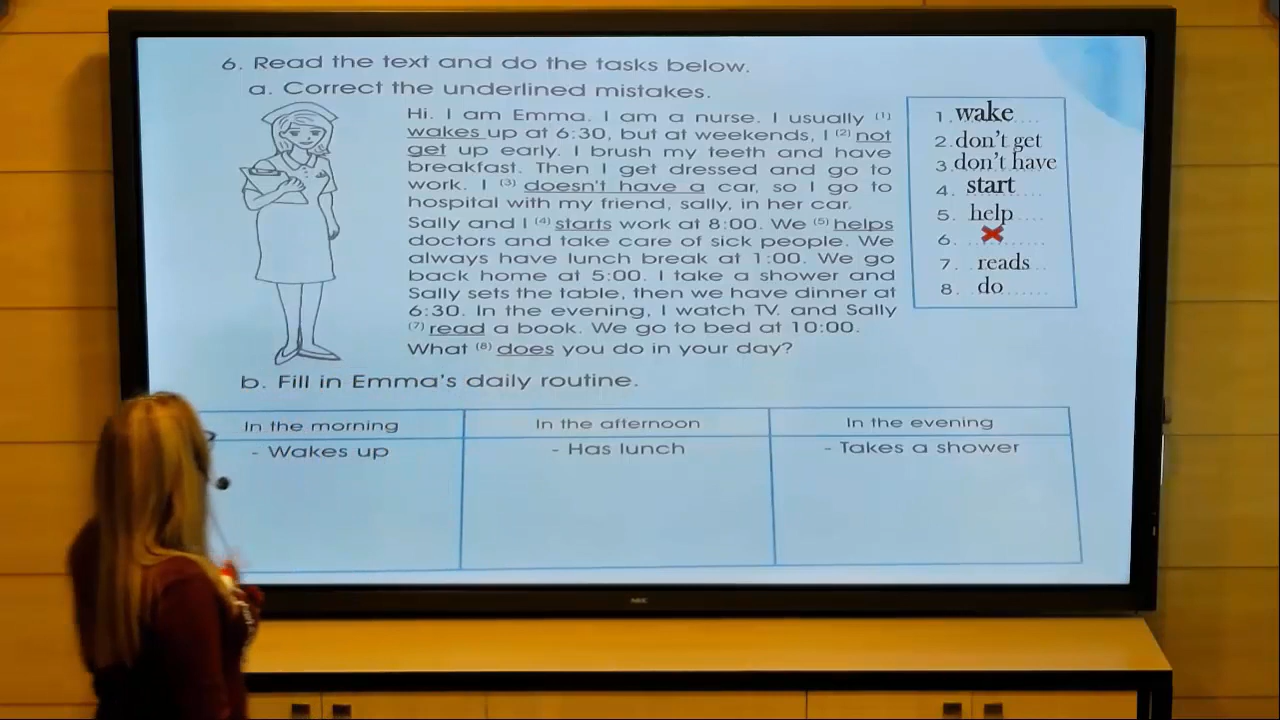 6. Read the text and do the tasks below.
a. Correct the underlined mistakes.
Hi. I am Emma. I am a nurse. I usually (1)
wakes up at 6:30, but at weekends, I (2) not
get up early. I brush my teeth and have
breakfast. Then I get dressed and go to
work. I (3) doesn't have a car, so I go to
hospital with my friend, sally, in her car.
Sally and I (4) starts work at 8:00. We (5) helps
doctors and take care of sick people. We
always have lunch break at 1:00. We go
back home at 5:00. I take a shower and
Sally sets the table, then we have dinner at
6:30. In the evening, I watch TV. and Sally
(7) read a book. We go to bed at 10:00.
What (8) does you do in your day?
1. wake....
2. don't get
3. don't have
4. start....
5. help....
6. ..........
7. reads
8. do.......
b. Fill in Emma's daily routine.
In the morning
In the afternoon
In the evening
- Wakes up
- Has lunch
- Takes a shower
NEC